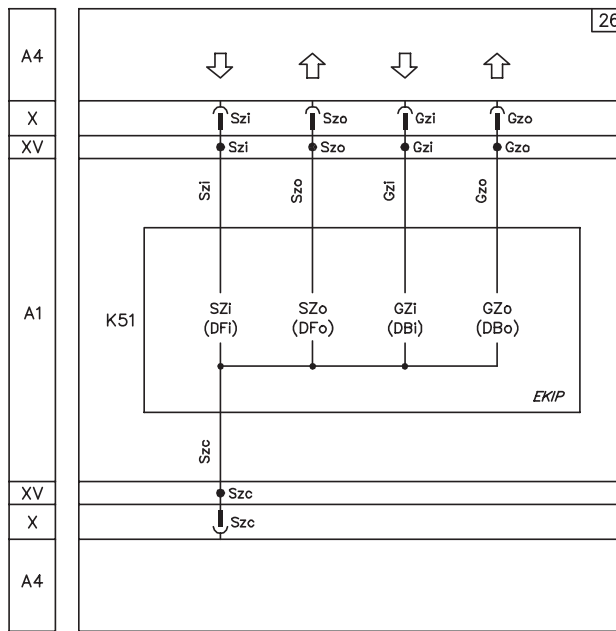 26
A4
X
Szi Szo Gzi Gzo
XV
Szi Szo Gzi Gzo
Szi Szo Gzi Gzo
A1
K51
SZi SZo GZi GZo
(DFi) (DFo) (DBi) (DBo)
EKIP
Szc
XV
Szc
X
Szc
A4